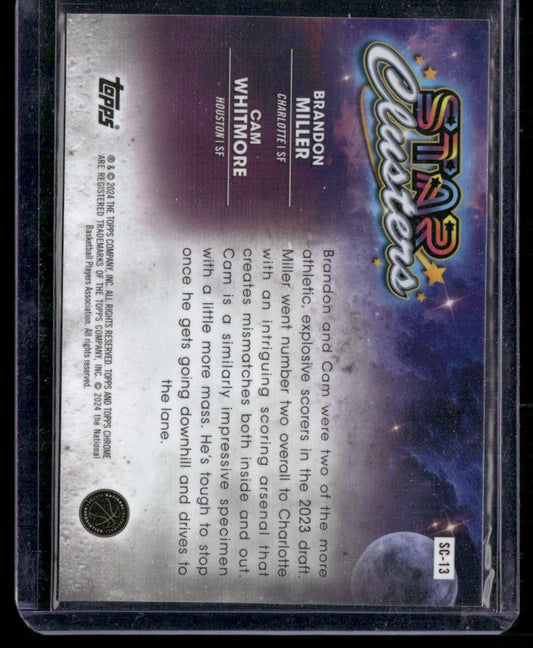 STAR
Clusters
SC-13
BRANDON
MILLER
CHARLOTTE | SF
CAM
WHITMORE
HOUSTON | SF
Brandon and Cam were two of the more
athletic, explosive scorers in the 2023 draft.
Miller went number two overall to Charlotte
with an intriguing scoring arsenal that
creates mismatches both inside and out.
Cam is a similarly impressive specimen
with a little more mass. He's tough to stop
once he gets going downhill and drives to
the lane.
topps
® & © 2024 THE TOPPS COMPANY, INC. ALL RIGHTS RESERVED. TOPPS AND TOPPS CHROME
ARE REGISTERED TRADEMARKS OF THE TOPPS COMPANY, INC. © 2024 the National
Basketball Players Association. All rights reserved.